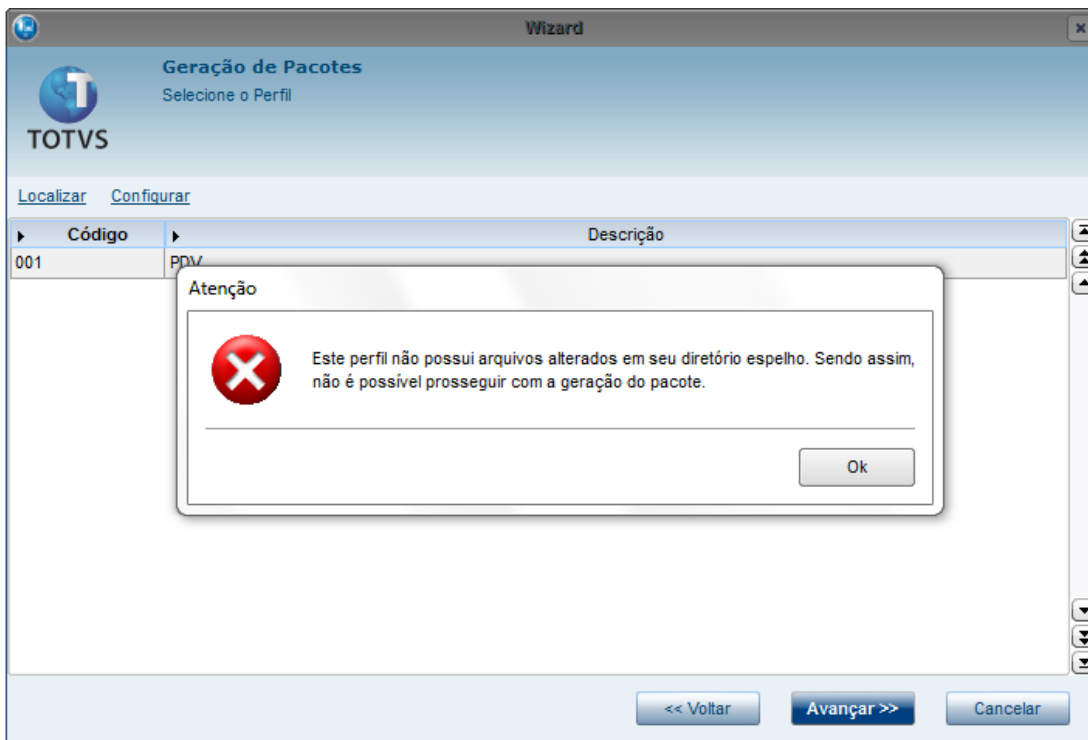 Wizard
Geração de Pacotes
Selecione o Perfil
TOTVS
Localizar Configurar
Código Descrição
001 PDV
Atenção
Este perfil não possui arquivos alterados em seu diretório espelho. Sendo assim,
não é possível prosseguir com a geração do pacote.
Ok
<< Voltar Avançar >> Cancelar